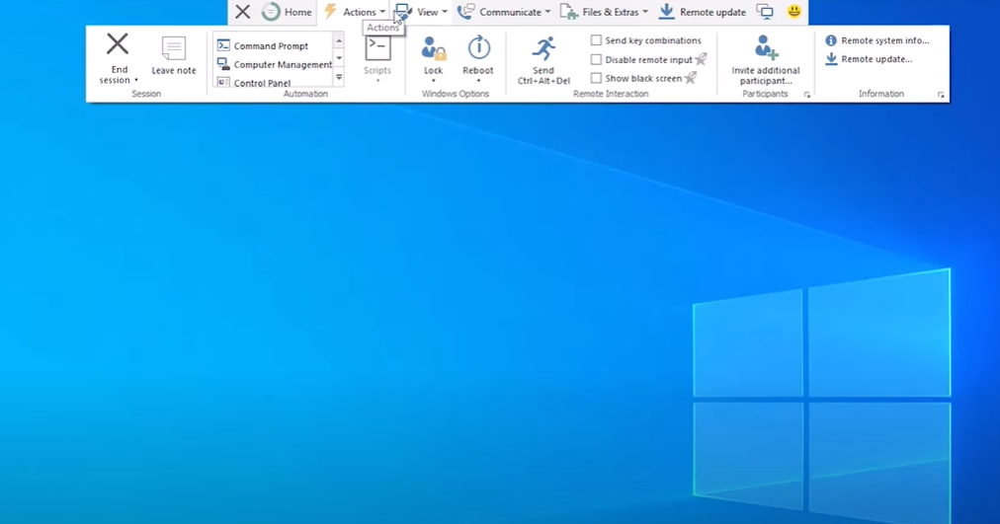 Home Actions View Communicate Files & Extras Remote update
Actions
End session
Leave note
Session
Command Prompt
Computer Management
Control Panel
Automation
Scripts
Lock
Reboot
Windows Options
Send
Ctrl+Alt+Del
Send key combinations
Disable remote input
Show black screen
Remote Interaction
Invite additional
participant...
Participants
Remote system info...
Remote update...
Information